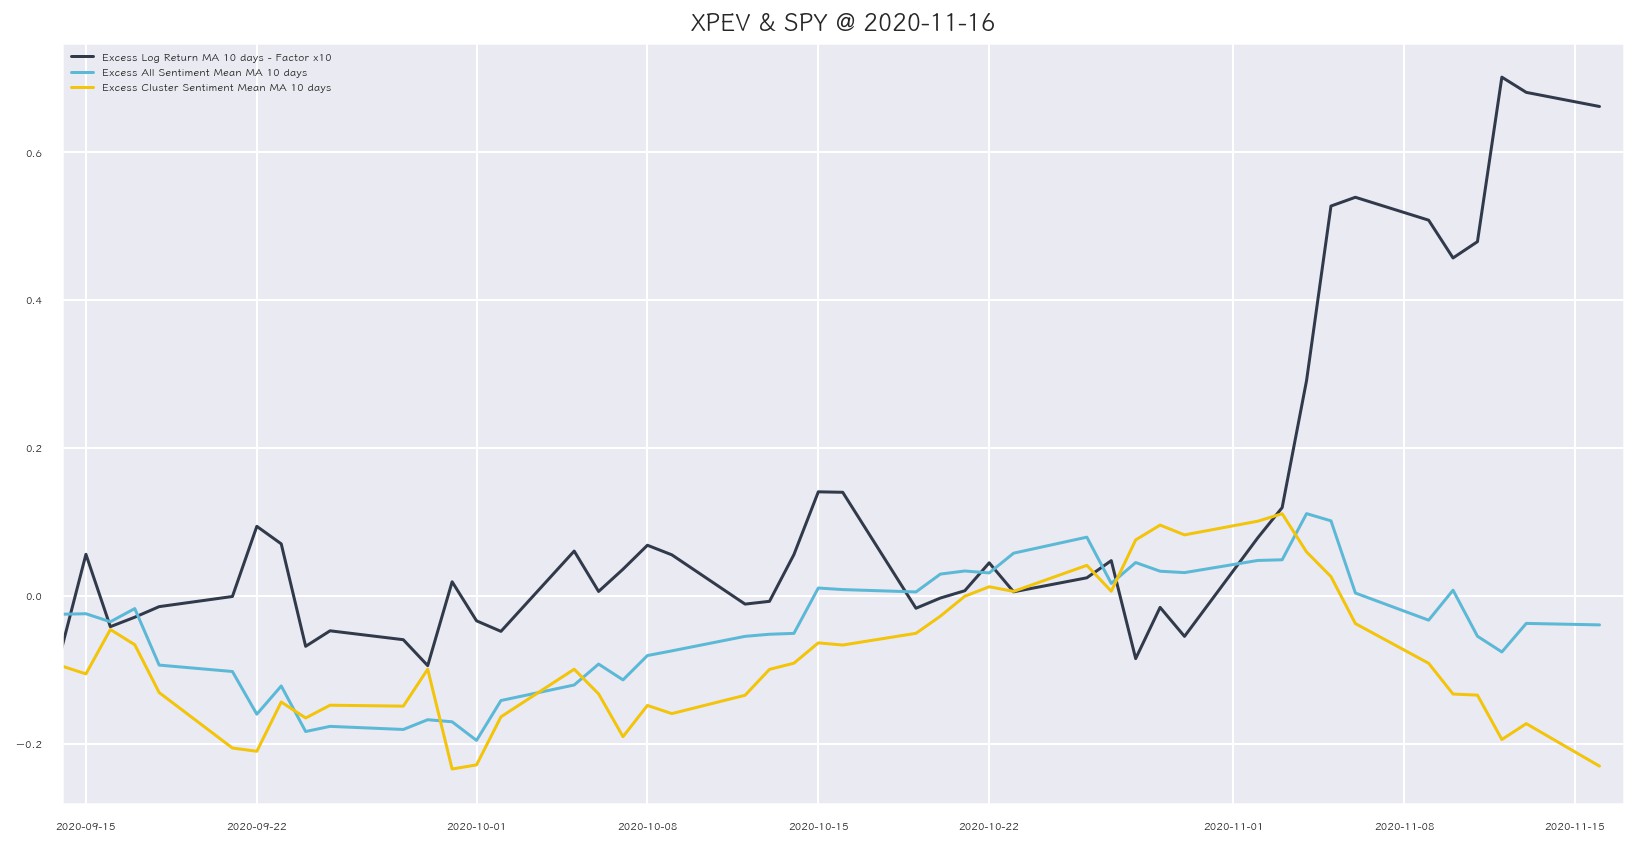 XPEV & SPY @ 2020-11-16
Excess Log Return MA 10 days - Factor x10
Excess All Sentiment Mean MA 10 days
Excess Cluster Sentiment Mean MA 10 days
0.6
0.4
0.2
0.0
−0.2
2020-09-15 2020-09-22 2020-10-01 2020-10-08 2020-10-15 2020-10-22 2020-11-01 2020-11-08 2020-11-15